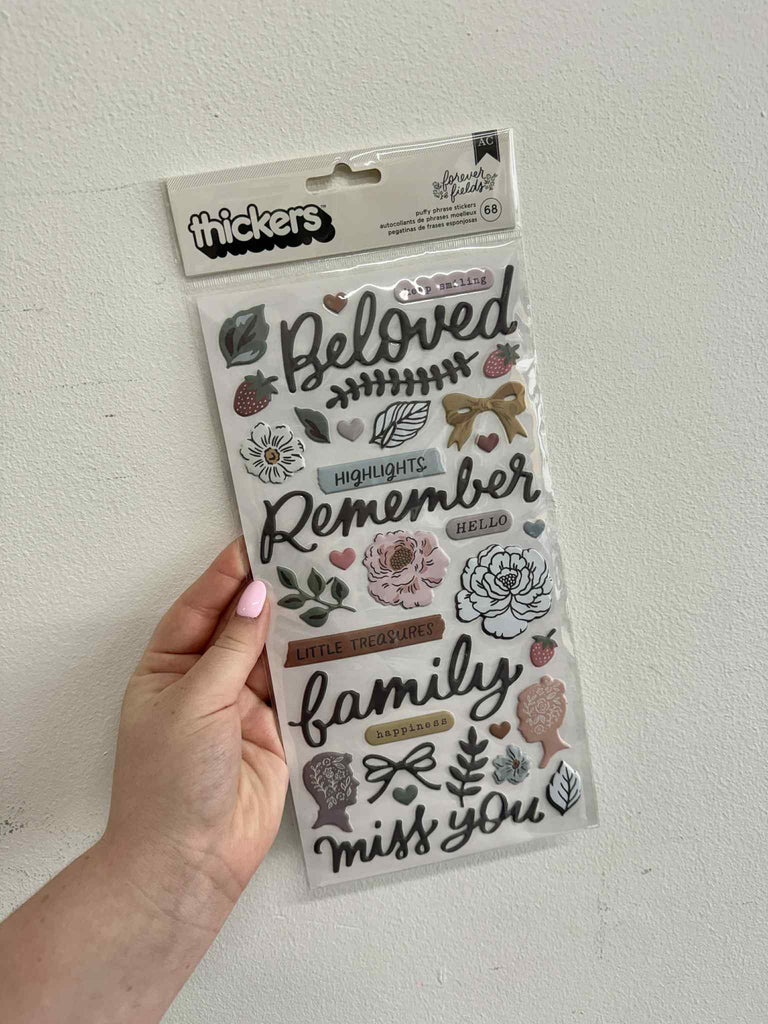 AC
thickers™
forever
fields
puffy phrase stickers
autocollants de phrases moelleux
pegatinas de frases esponjosas
68
keep smiling
Beloved
HIGHLIGHTS
Remember
HELLO
LITTLE TREASURES
family
happiness
miss you